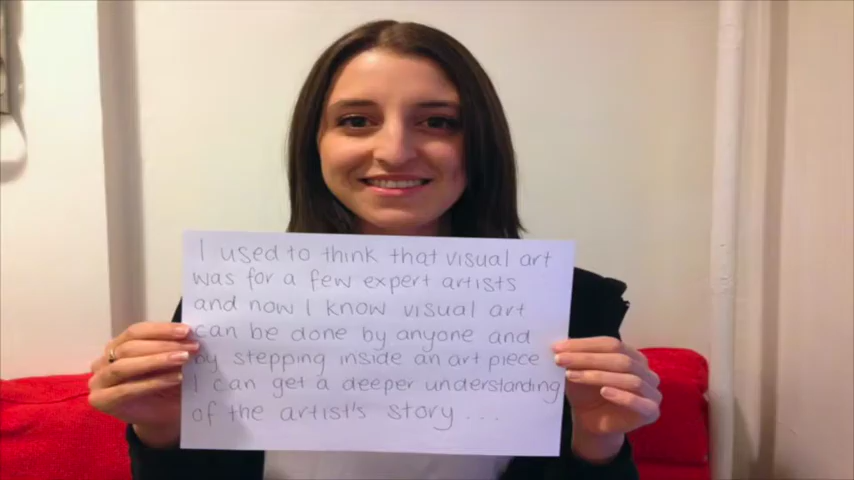 I used to think that visual art
was for a few expert artists
and now I know visual art
can be done by anyone and
by stepping inside an art piece
I can get a deeper understanding
of the artist's story...